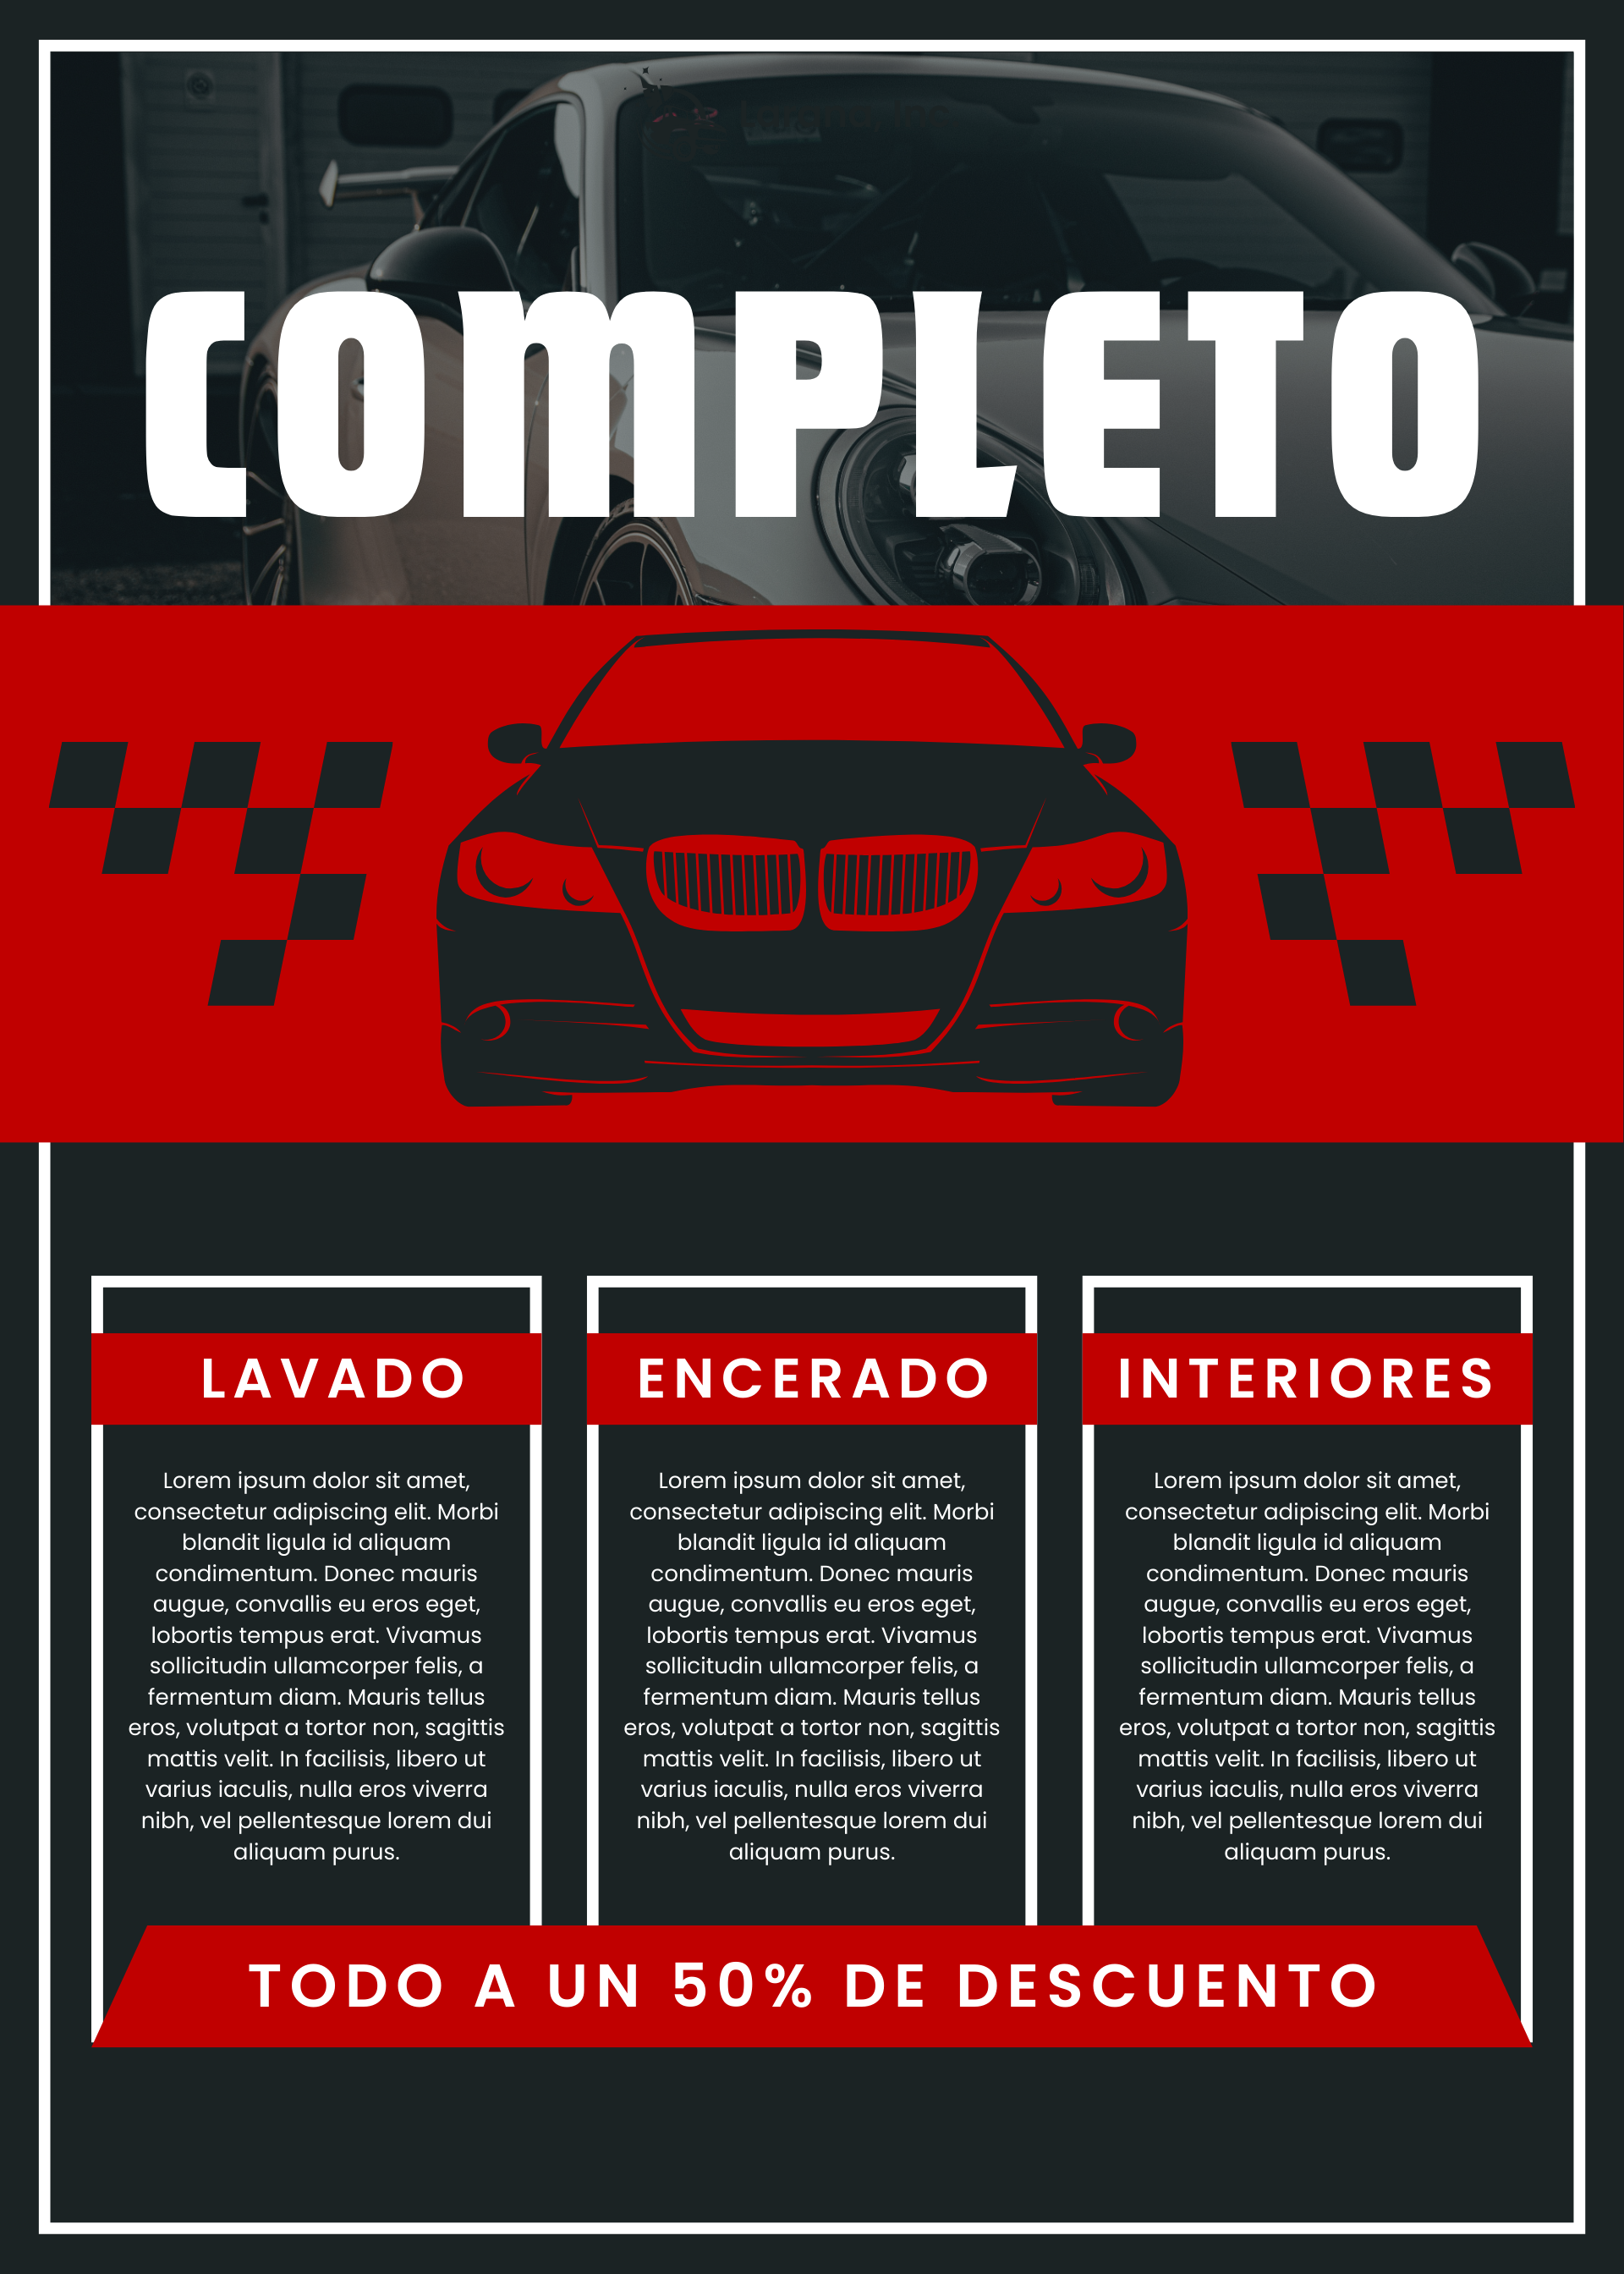 COMPLETO
LAVADO
Lorem ipsum dolor sit amet,
consectetur adipiscing elit. Morbi
blandit ligula id aliquam
condimentum. Donec mauris
augue, convallis eu eros eget,
lobortis tempus erat. Vivamus
sollicitudin ullamcorper felis, a
fermentum diam. Mauris tellus
eros, volutpat a tortor non, sagittis
mattis velit. In facilisis, libero ut
varius iaculis, nulla eros viverra
nibh, vel pellentesque lorem dui
aliquam purus.
ENCERADO
Lorem ipsum dolor sit amet,
consectetur adipiscing elit. Morbi
blandit ligula id aliquam
condimentum. Donec mauris
augue, convallis eu eros eget,
lobortis tempus erat. Vivamus
sollicitudin ullamcorper felis, a
fermentum diam. Mauris tellus
eros, volutpat a tortor non, sagittis
mattis velit. In facilisis, libero ut
varius iaculis, nulla eros viverra
nibh, vel pellentesque lorem dui
aliquam purus.
INTERIORES
Lorem ipsum dolor sit amet,
consectetur adipiscing elit. Morbi
blandit ligula id aliquam
condimentum. Donec mauris
augue, convallis eu eros eget,
lobortis tempus erat. Vivamus
sollicitudin ullamcorper felis, a
fermentum diam. Mauris tellus
eros, volutpat a tortor non, sagittis
mattis velit. In facilisis, libero ut
varius iaculis, nulla eros viverra
nibh, vel pellentesque lorem dui
aliquam purus.
TODO A UN 50% DE DESCUENTO